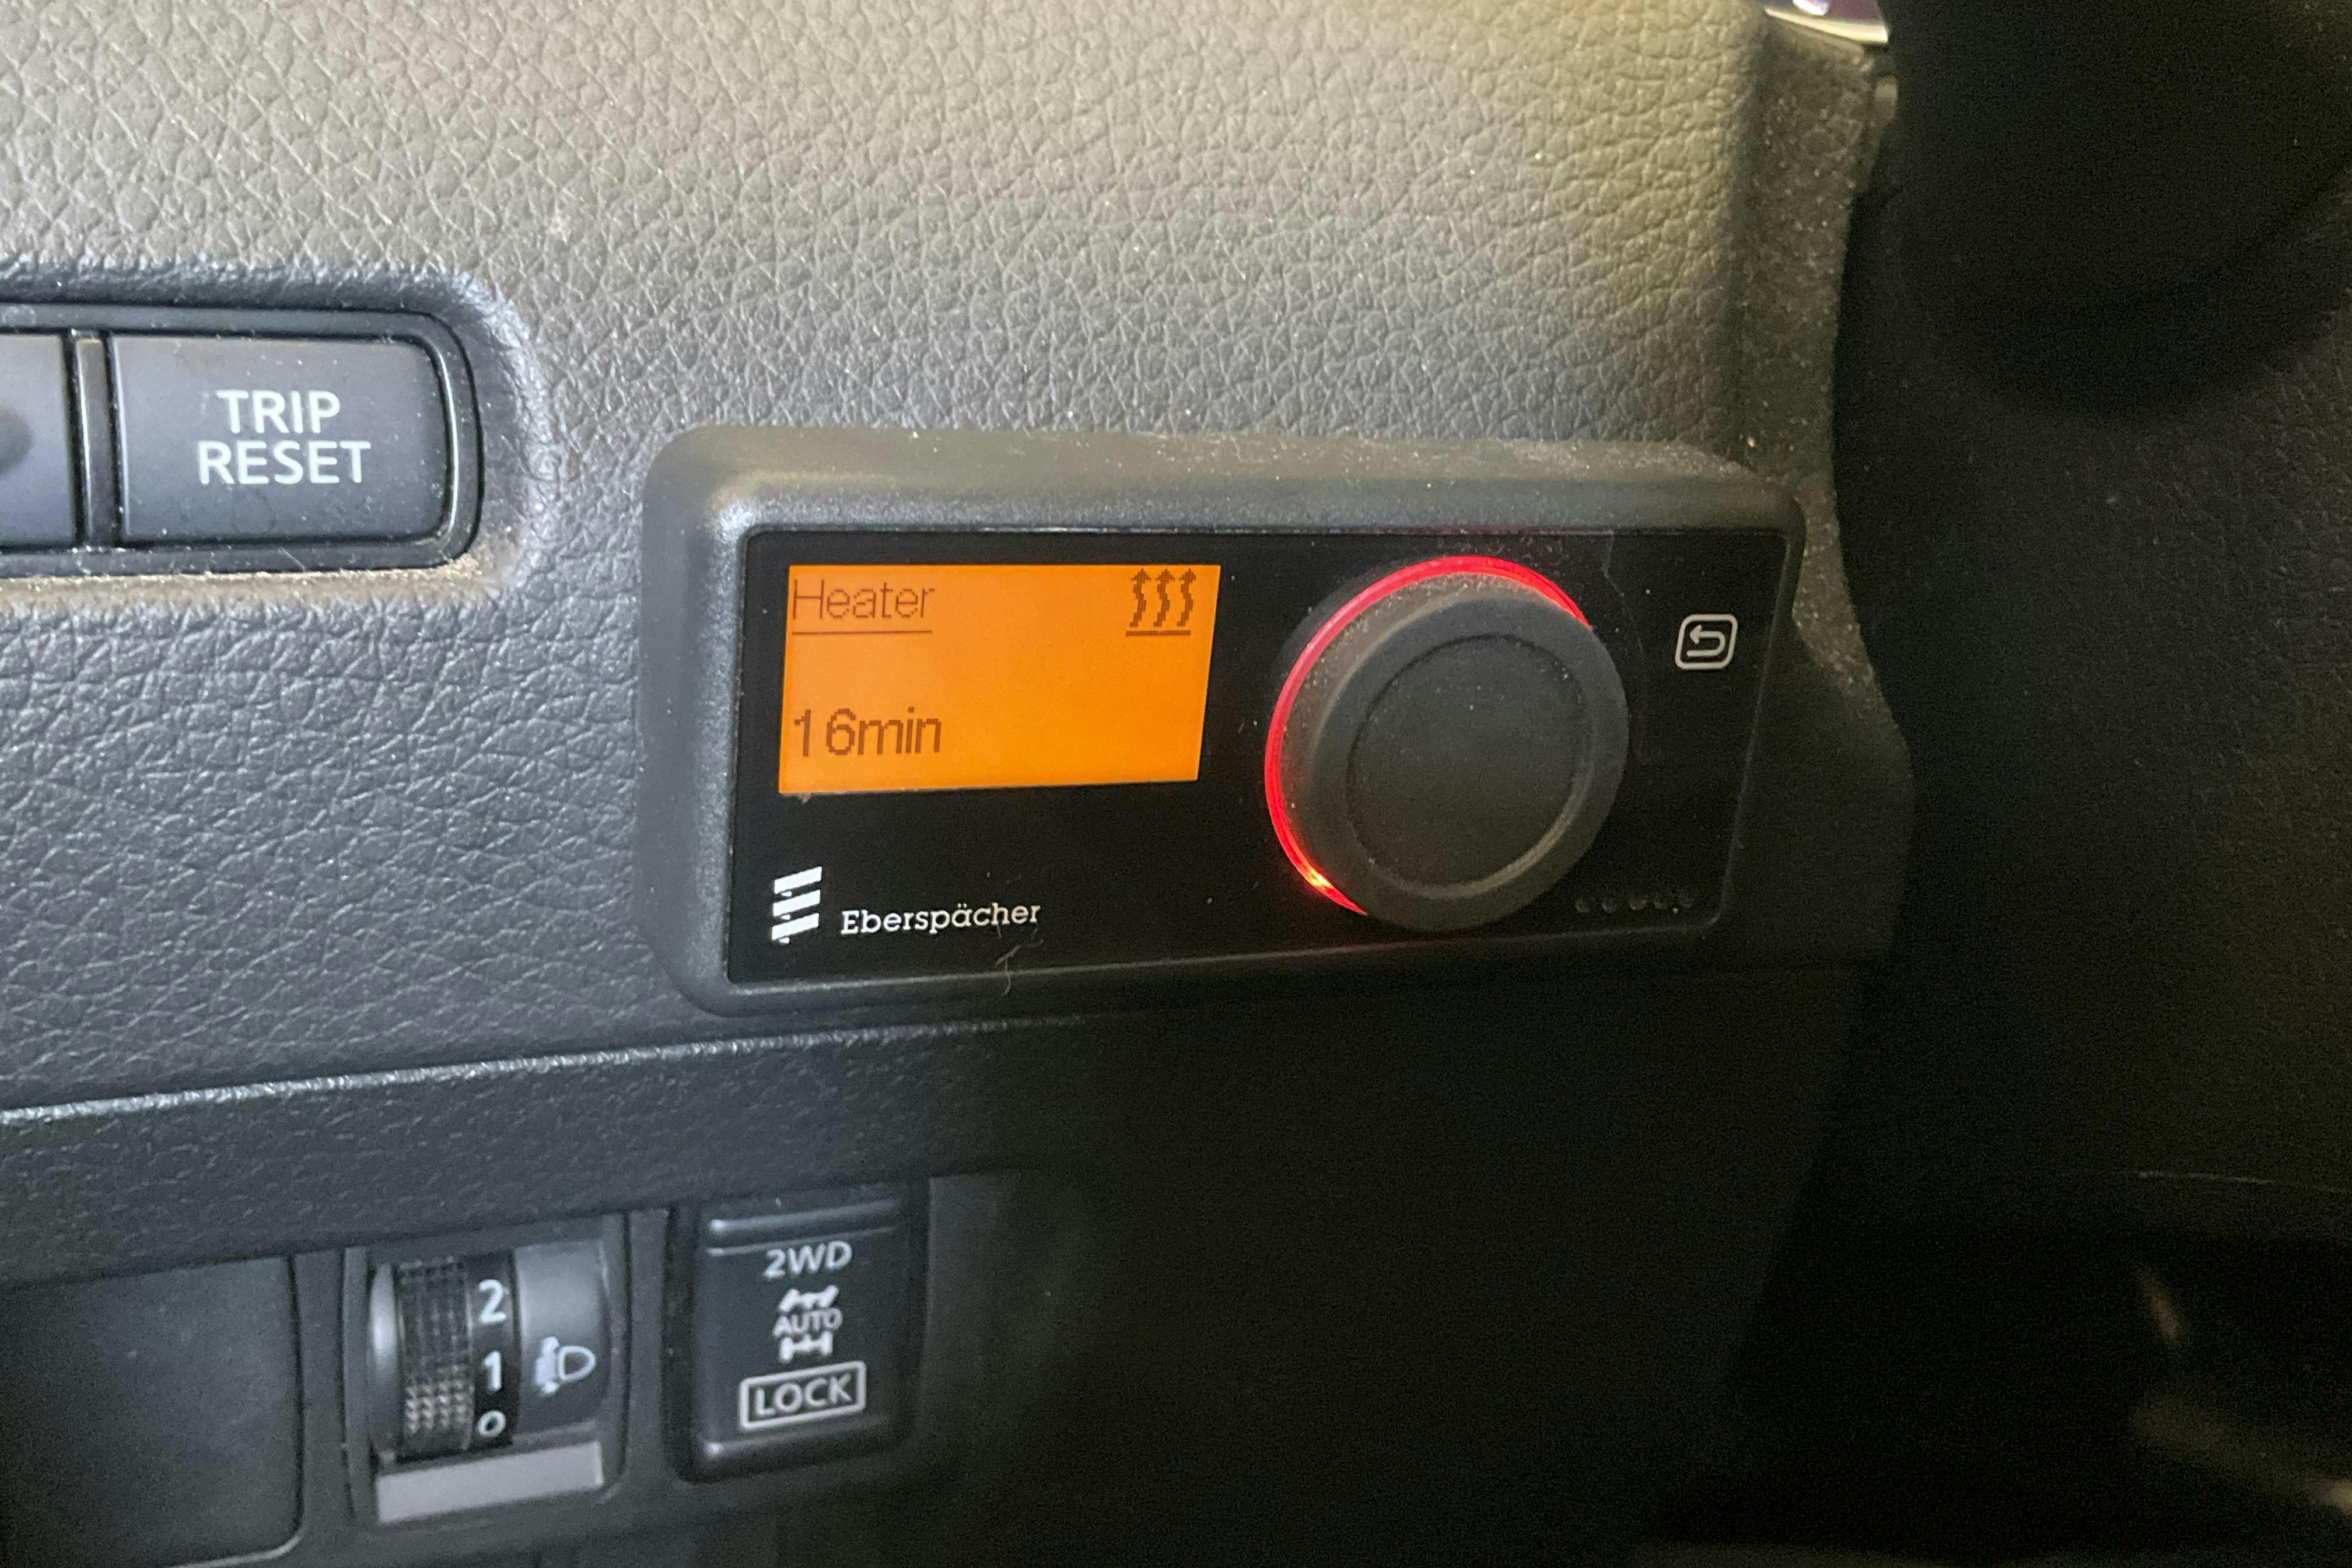 TRIP
RESET
Heater
16min
Eberspächer
2
1
0
2WD
AUTO
LOCK